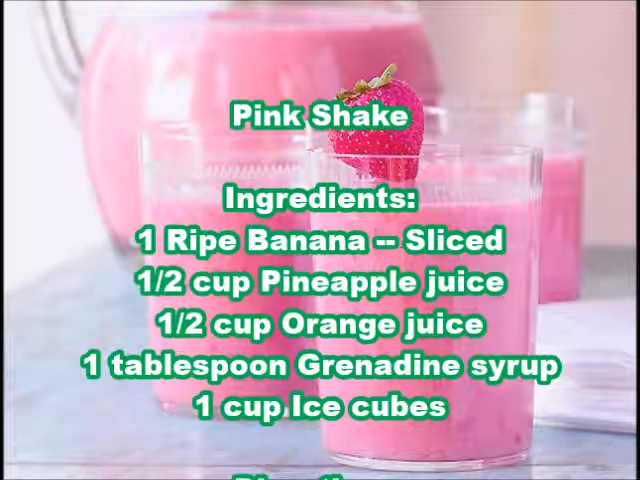 Pink Shake
Ingredients:
1 Ripe Banana -- Sliced
1/2 cup Pineapple juice
1/2 cup Orange juice
1 tablespoon Grenadine syrup
1 cup Ice cubes